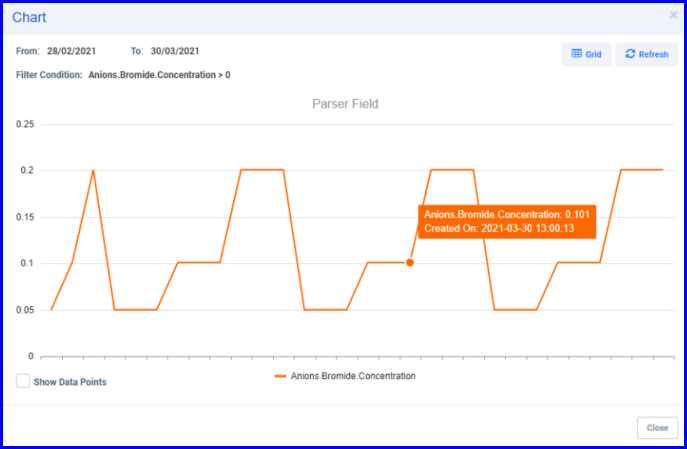 Chart
×
From: 28/02/2021 To: 30/03/2021
Grid Refresh
Filter Condition: Anions.Bromide.Concentration > 0
Parser Field
0.25
0.2
0.15
0.1
0.05
0
Anions.Bromide.Concentration: 0.101
Created On: 2021-03-30 13:00:13
Anions.Bromide.Concentration
Show Data Points
Close